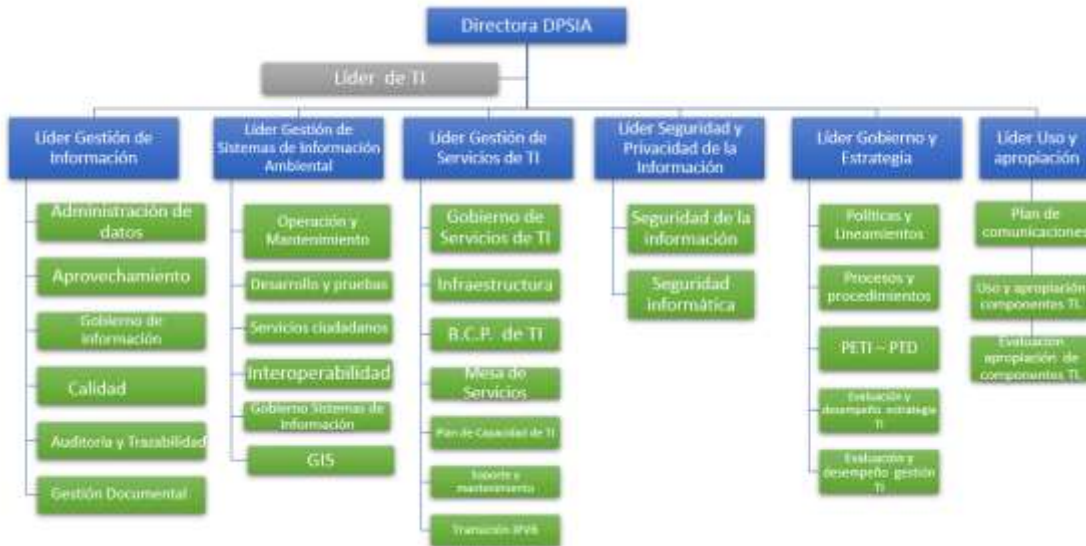 Directora DPSIA
Líder de TI
Líder Gestión de
Información
Administración de
datos
Aprovechamiento
Gobierno de
información
Calidad
Auditoría y Trazabilidad
Gestión Documental
Líder Gestión de
Sistemas de Información
Ambiental
Operación y
Mantenimiento
Desarrollo y pruebas
Servicios ciudadanos
Interoperabilidad
Gobierno Sistemas de
Información
GIS
Líder Gestión de
Servicios de TI
Gobierno de
Servicios de TI
Infraestructura
B.C.P. de TI
Mesa de
Servicios
Plan de Capacidad de TI
Soporte y
mantenimiento
Transición IPV6
Líder Seguridad y
Privacidad de la
Información
Seguridad de la
información
Seguridad
informática
Líder Gobierno y
Estrategia
Políticas y
Lineamientos
Procesos y
procedimientos
PETI – PTD
Evaluación y
desempeño estrategia
TI
Evaluación y
desempeño gestión
TI
Líder Uso y
apropiación
Plan de
comunicaciones
Uso y apropiación
componentes TI.
Evaluación
apropiación de
componentes TI.